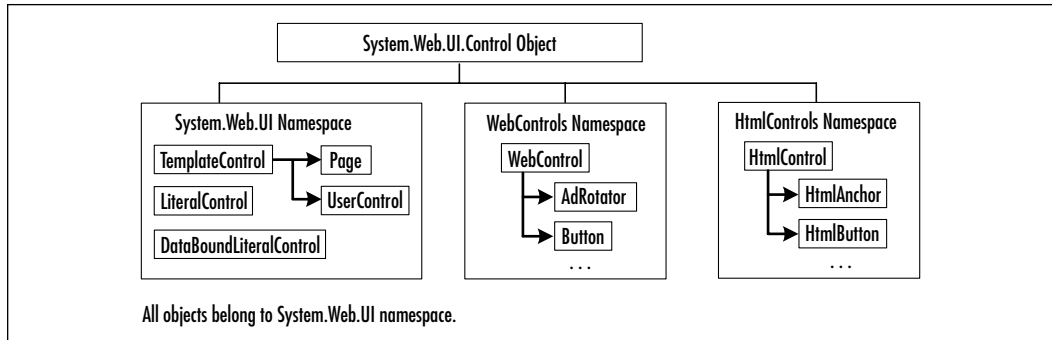 System.Web.UI.Control Object
System.Web.UI Namespace
TemplateControl
Page
LiteralControl
UserControl
DataBoundLiteralControl
WebControls Namespace
WebControl
AdRotator
Button
...
HtmlControls Namespace
HtmlControl
HtmlAnchor
HtmlButton
...
All objects belong to System.Web.UI namespace.